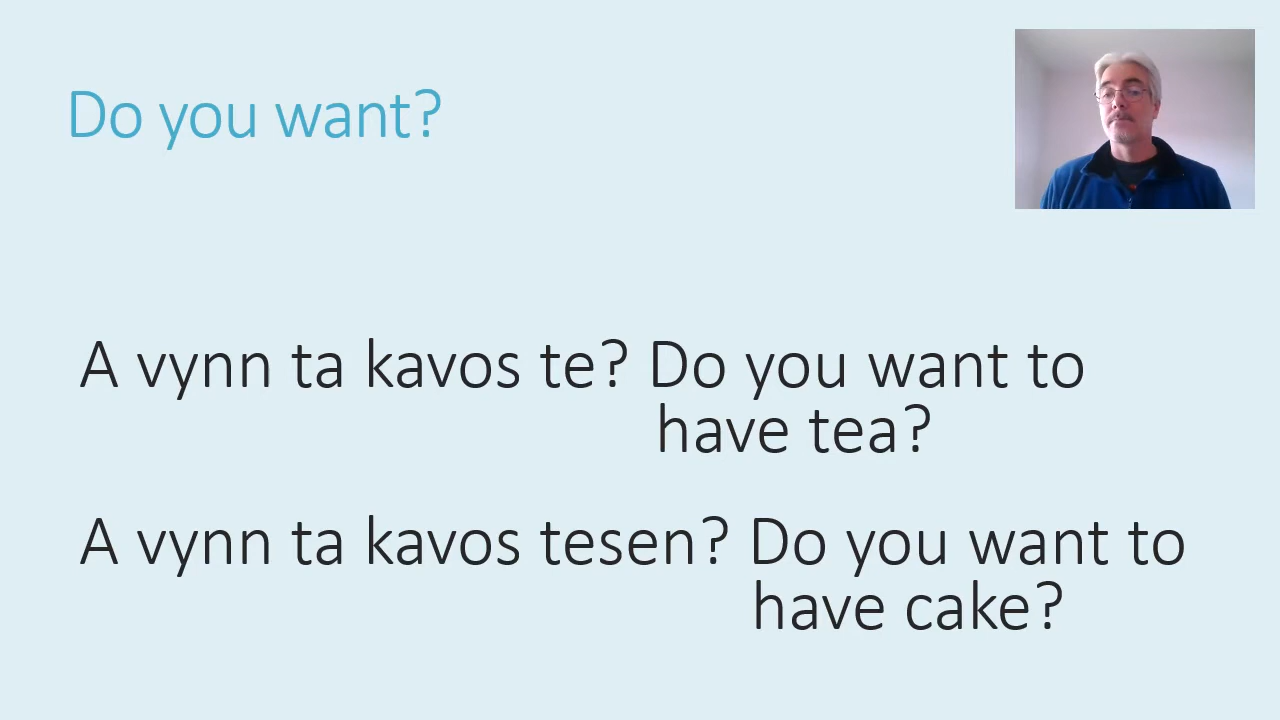 Do you want?
A vynn ta kavos te? Do you want to
have tea?
A vynn ta kavos tesen? Do you want to
have cake?